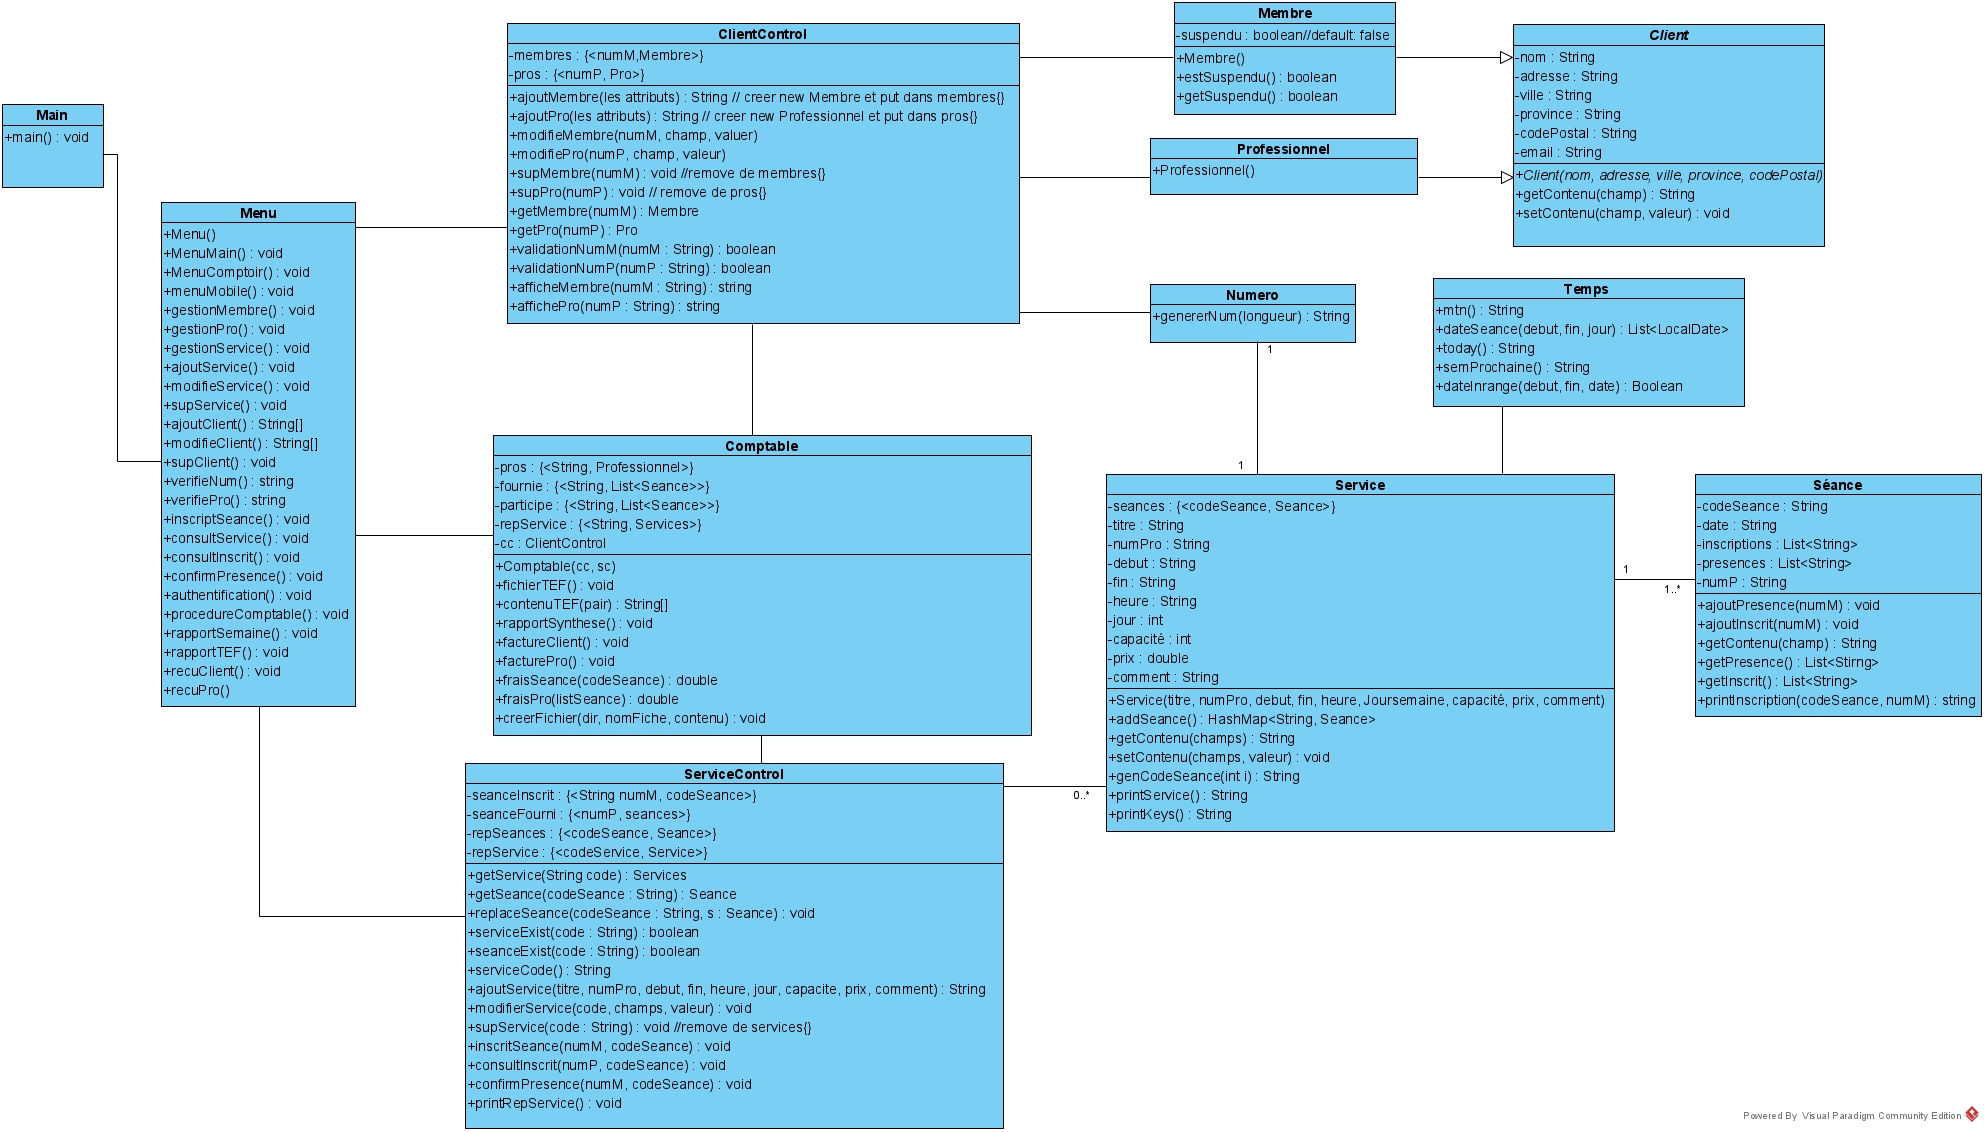 Main
+main() : void
Menu
+Menu()
+MenuMain() : void
+MenuComptoir() : void
+menuMobile() : void
+gestionMembre() : void
+gestionPro() : void
+gestionService() : void
+ajoutService() : void
+modifieService() : void
+supService() : void
+ajoutClient() : String[]
+modifieClient() : String[]
+supClient() : void
+verifieNum() : string
+verifiePro() : string
+inscriptSeance() : void
+consultService() : void
+consultInscrit() : void
+confirmPresence() : void
+authentification() : void
+procedureComptable() : void
+rapportSemaine() : void
+rapportTEF() : void
+recuClient() : void
+recuPro()
ClientControl
-membres : {<numM,Membre>}
-pros : {<numP, Pro>}
+ajoutMembre(les attributs) : String // creer new Membre et put dans membres{}
+ajoutPro(les attributs) : String // creer new Professionnel et put dans pros{}
+modifieMembre(numM, champ, valuer)
+modifiePro(numP, champ, valeur)
+supMembre(numM) : void //remove de membres{}
+supPro(numP) : void // remove de pros{}
+getMembre(numM) : Membre
+getPro(numP) : Pro
+validationNumM(numM : String) : boolean
+validationNumP(numP : String) : boolean
+afficheMembre(numM : String) : string
+affichePro(numP : String) : string
Comptable
-pros : {<String, Professionnel>}
-fournie : {<String, List<Seance>>}
-participe : {<String, List<Seance>>}
-repService : {<String, Services>}
-cc : ClientControl
+Comptable(cc, sc)
+fichierTEF() : void
+contenuTEF(pair) : String[]
+rapportSynthese() : void
+factureClient() : void
+facturePro() : void
+fraisSeance(codeSeance) : double
+fraisPro(listSeance) : double
+creerFichier(dir, nomFiche, contenu) : void
ServiceControl
-seanceInscrit : {<String numM, codeSeance>}
-seanceFourni : {<numP, seances>}
-repSeances : {<codeSeance, Seance>}
-repService : {<codeService, Service>}
+getService(String code) : Services
+getSeance(codeSeance : String) : Seance
+replaceSeance(codeSeance : String, s : Seance) : void
+serviceExist(code : String) : boolean
+seanceExist(code : String) : boolean
+serviceCode() : String
+ajoutService(titre, numPro, debut, fin, heure, jour, capacite, prix, comment) : String
+modifierService(code, champs, valeur) : void
+supService(code : String) : void //remove de services{}
+inscritSeance(numM, codeSeance) : void
+consultInscrit(numP, codeSeance) : void
+confirmPresence(numM, codeSeance) : void
+printRepService() : void
Membre
-suspendu : boolean//default: false
+Membre()
+estSuspendu() : boolean
+getSuspendu() : boolean
Professionnel
+Professionnel()
Client
-nom : String
-adresse : String
-ville : String
-province : String
-codePostal : String
-email : String
+Client(nom, adresse, ville, province, codePostal)
+getContenu(champ) : String
+setContenu(champ, valeur) : void
Numero
+genererNum(longueur) : String
1
1
Temps
+mtn() : String
+dateSeance(debut, fin, jour) : List<LocalDate>
+today() : String
+semProchaine() : String
+dateInrange(debut, fin, date) : Boolean
Service
-seances : {<codeSeance, Seance>}
-titre : String
-numPro : String
-debut : String
-fin : String
-heure : String
-jour : int
-capacité : int
-prix : double
-comment : String
+Service(titre, numPro, debut, fin, heure, Joursemaine, capacité, prix, comment)
+addSeance() : HashMap<String, Seance>
+getContenu(champs) : String
+setContenu(champs, valeur) : void
+genCodeSeance(int i) : String
+printService() : String
+printKeys() : String
0..*
1
1..*
Séance
-codeSeance : String
-date : String
-inscriptions : List<String>
-presences : List<String>
-numP : String
+ajoutPresence(numM) : void
+ajoutInscrit(numM) : void
+getContenu(champ) : String
+getPresence() : List<Stirng>
+getInscrit() : List<String>
+printInscription(codeSeance, numM) : string
Powered By Visual Paradigm Community Edition